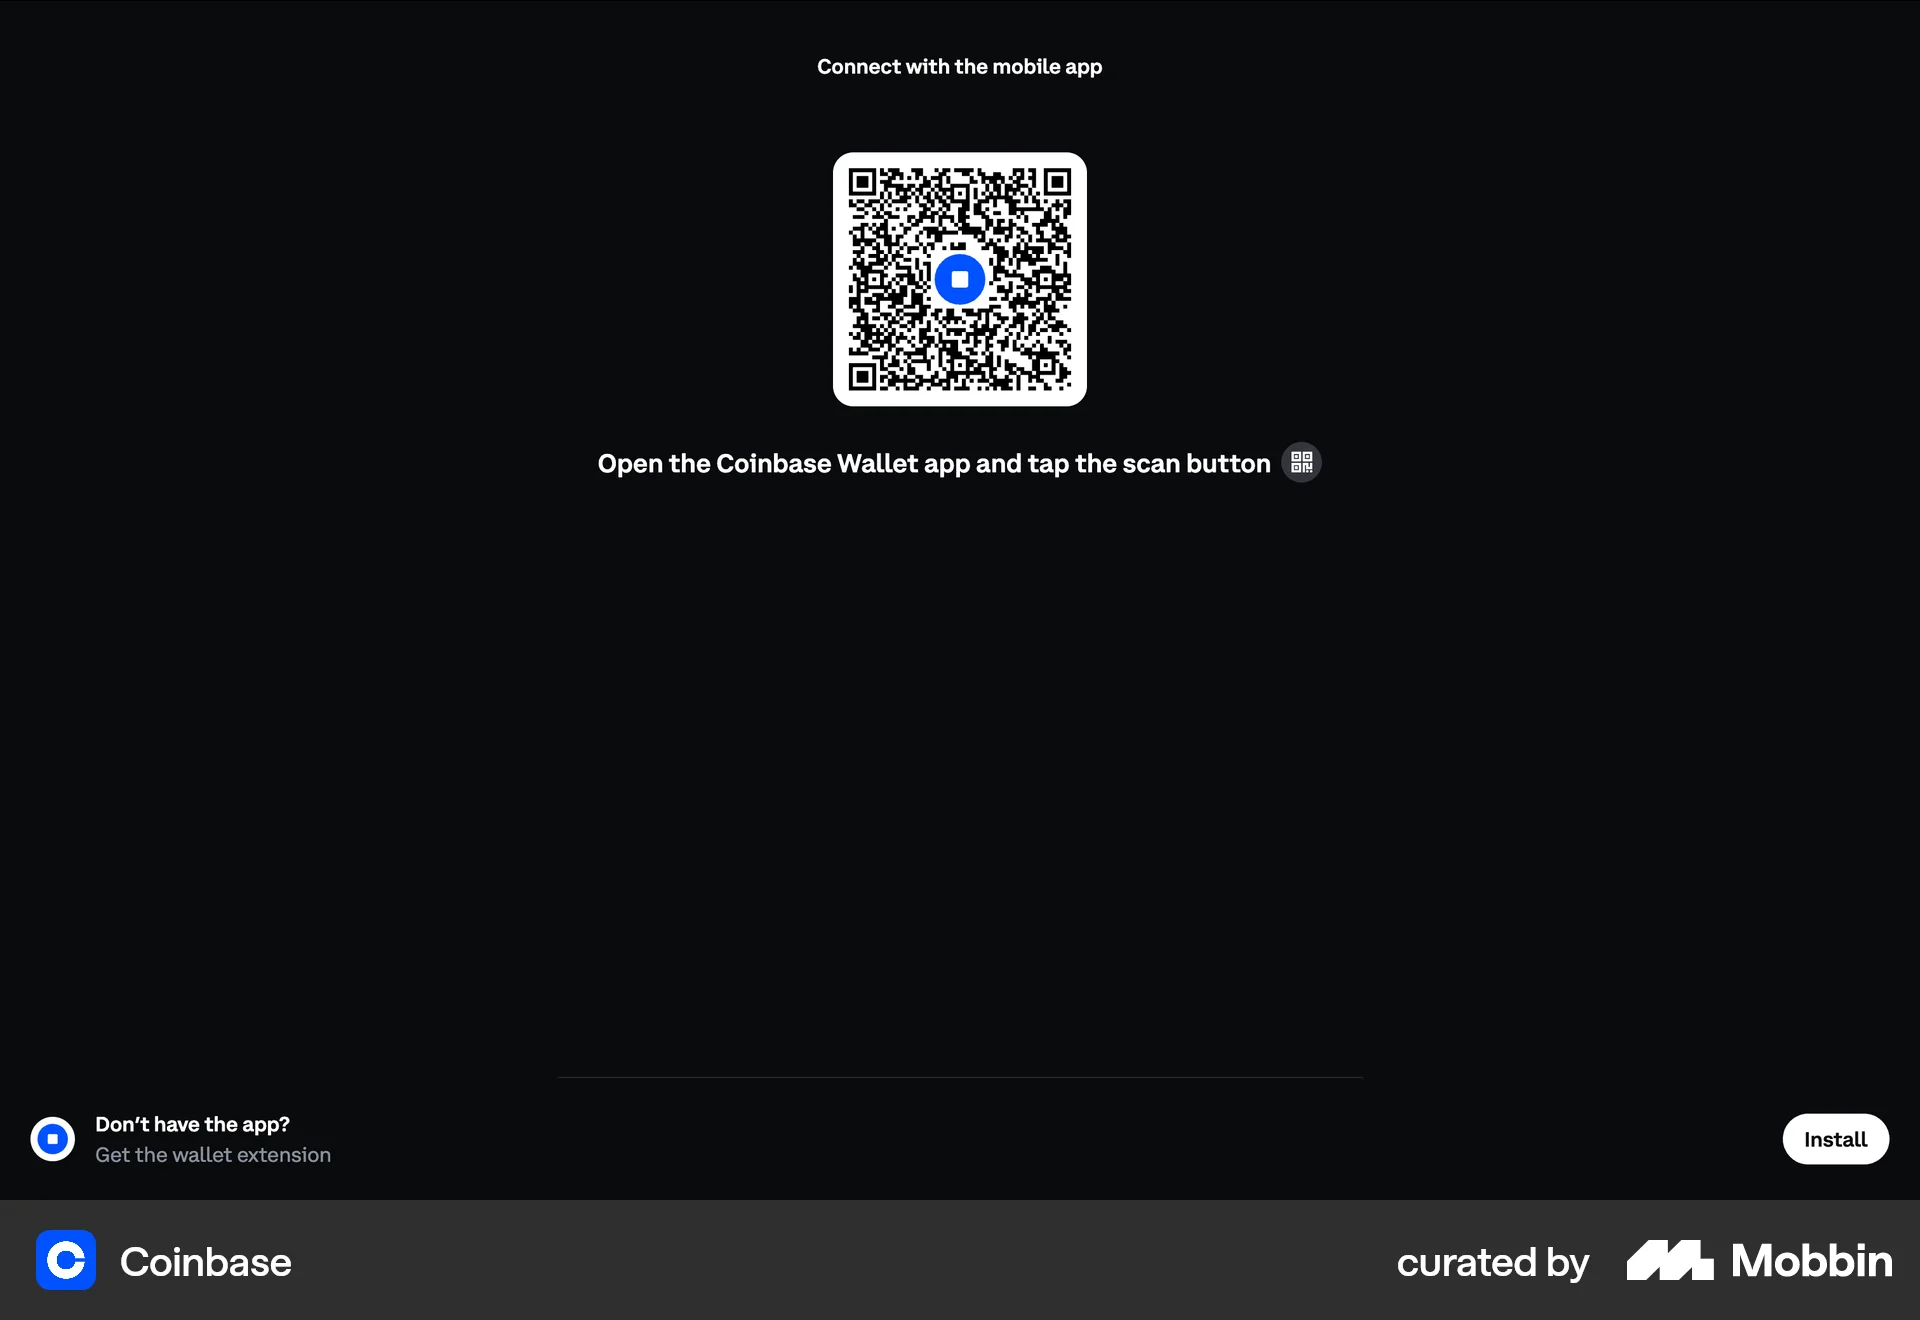 Connect with the mobile app
Open the Coinbase Wallet app and tap the scan button
Don’t have the app?
Get the wallet extension
Install
Coinbase
curated by Mobbin